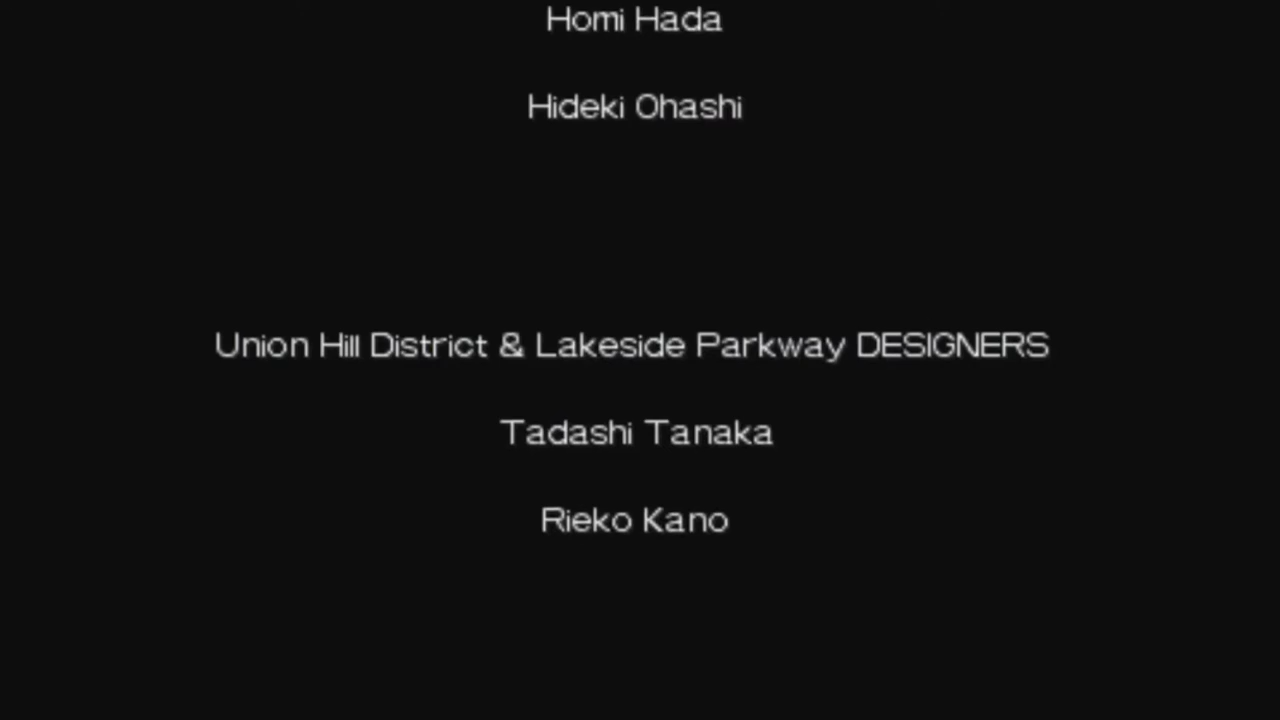 Homi Hada
Hideki Ohashi
Union Hill District & Lakeside Parkway DESIGNERS
Tadashi Tanaka
Rieko Kano